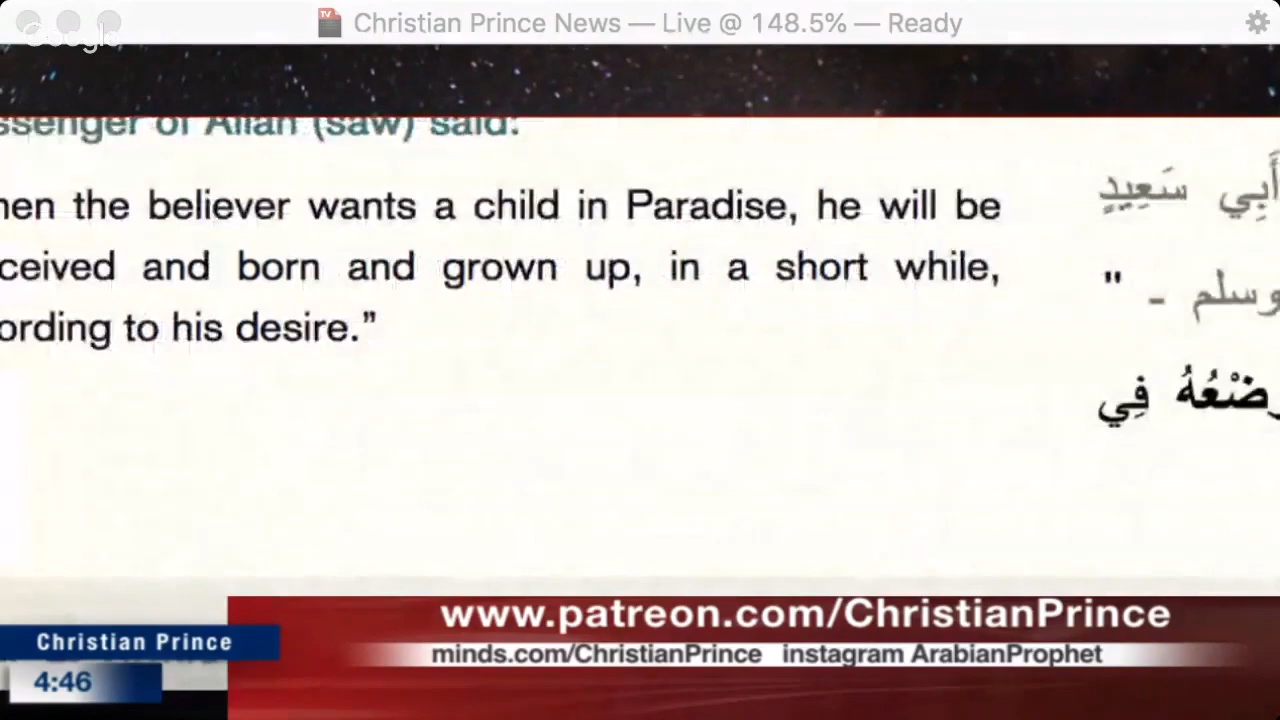 Christian Prince News — Live @ 148.5% — Ready
TV
Google
ssenger of Allah (saw) said:
hen the believer wants a child in Paradise, he will be
ceived and born and grown up, in a short while,
ording to his desire.”
أَبِي سَعِيدٍ
وسلم ـ "
ضْعُهُ فِي
www.patreon.com/ChristianPrince
minds.com/ChristianPrince instagram ArabianProphet
Christian Prince
4:46